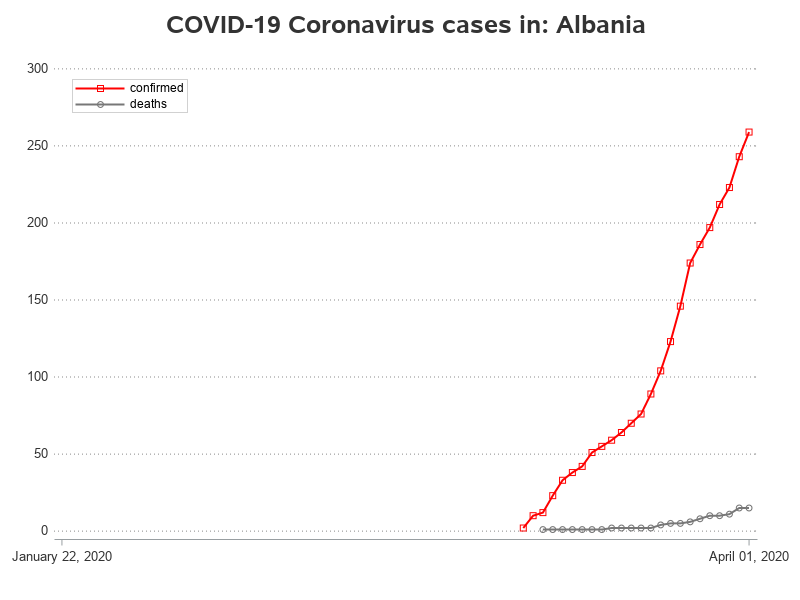 COVID-19 Coronavirus cases in: Albania
300
confirmed
deaths
250
200
150
100
50
0
January 22, 2020
April 01, 2020